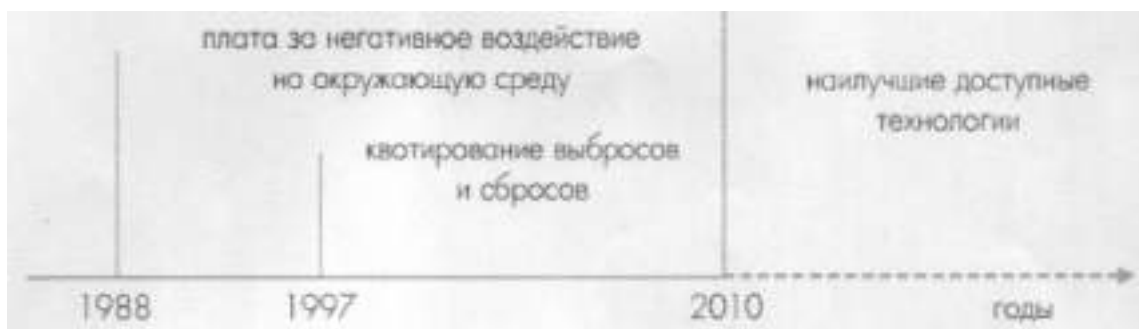 плата за негативное воздействие
на окружающую среду
наилучшие доступные
технологии
квотирование выбросов
и сбросов
1988
1997
2010
годы